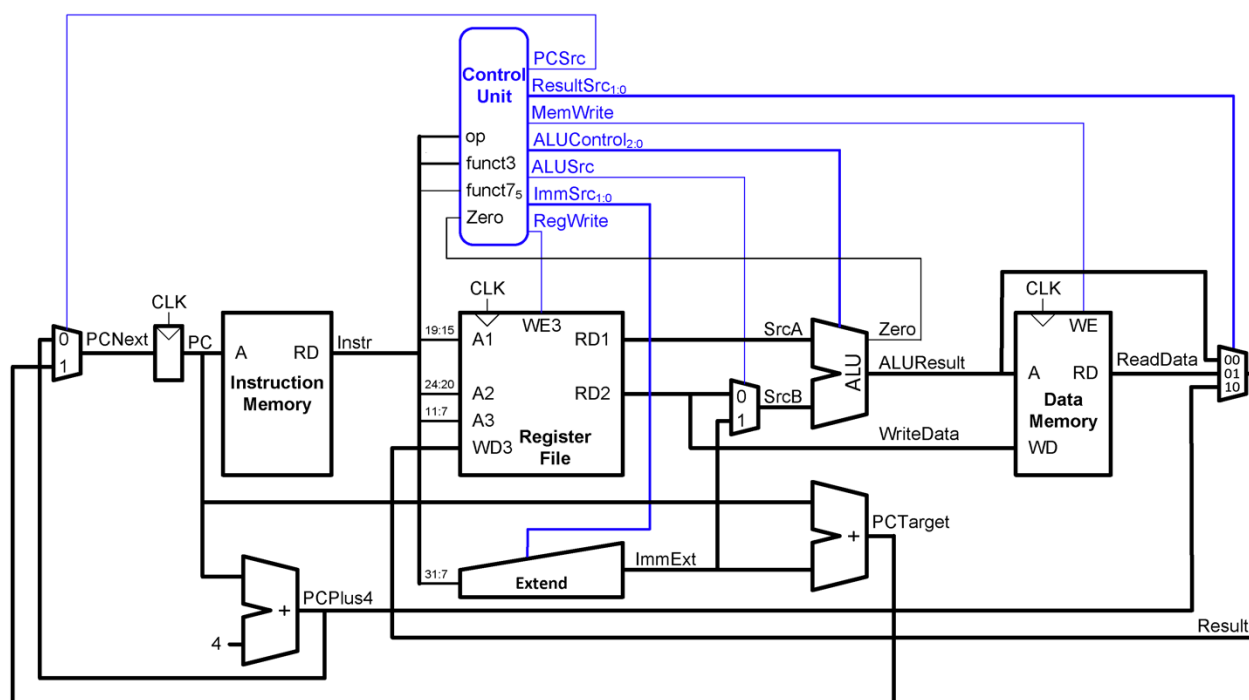 PCSrc
Control
Unit
ResultSrc1:0
MemWrite
op
ALUControl2:0
funct3
ALUSrc
funct75
ImmSrc1:0
Zero
RegWrite
CLK
CLK
CLK
0
1
PCNext
PC
A
RD
Instruction
Memory
Instr
19:15
A1
WE3
RD1
24:20
A2
RD2
11:7
A3
WD3
Register
File
0
1
SrcA
SrcB
ALU
Zero
ALUResult
WriteData
WE
A
RD
Data
Memory
WD
ReadData
00
01
10
31:7
Extend
ImmExt
+
PCTarget
+
4
PCPlus4
Result